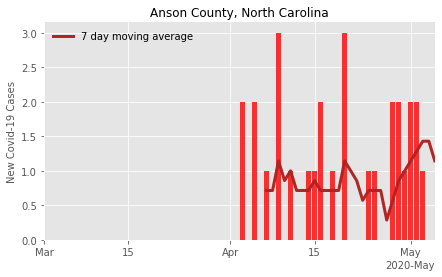 Anson County, North Carolina
7 day moving average
New Covid-19 Cases
3.0
2.5
2.0
1.5
1.0
0.5
0.0
Mar 15 Apr 15 May
2020-May